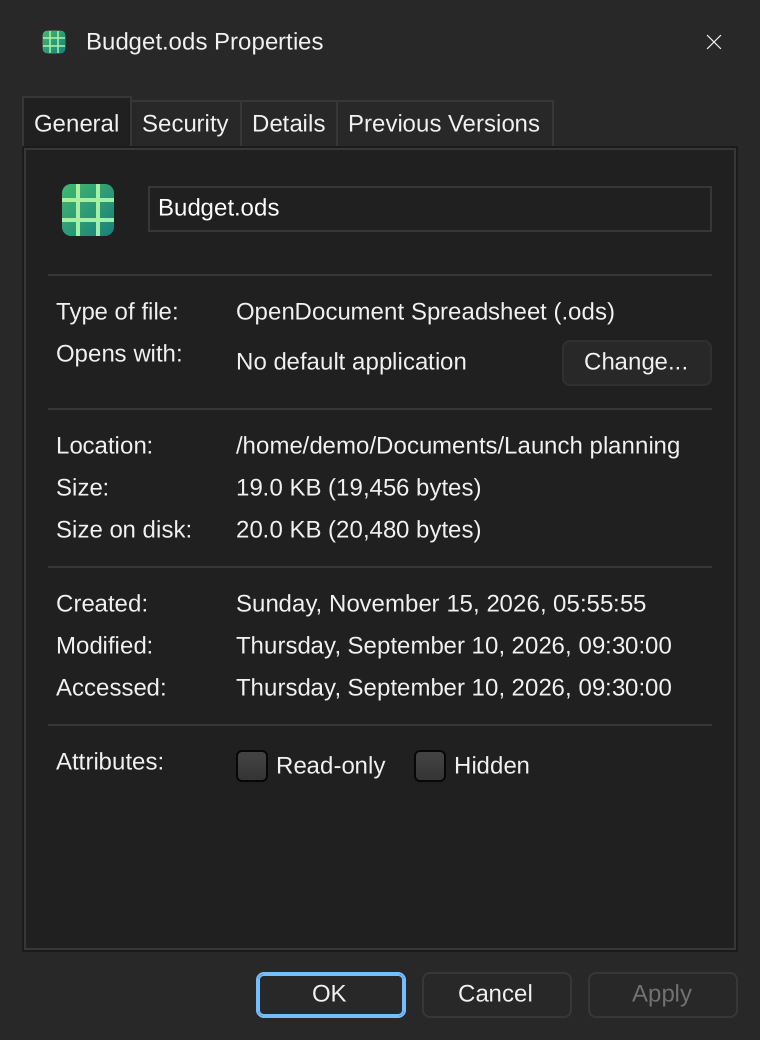 Budget.ods Properties
General Security Details Previous Versions
Budget.ods
Type of file: OpenDocument Spreadsheet (.ods)
Opens with: No default application Change...
Location: /home/demo/Documents/Launch planning
Size: 19.0 KB (19,456 bytes)
Size on disk: 20.0 KB (20,480 bytes)
Created: Sunday, November 15, 2026, 05:55:55
Modified: Thursday, September 10, 2026, 09:30:00
Accessed: Thursday, September 10, 2026, 09:30:00
Attributes: Read-only Hidden
OK Cancel Apply